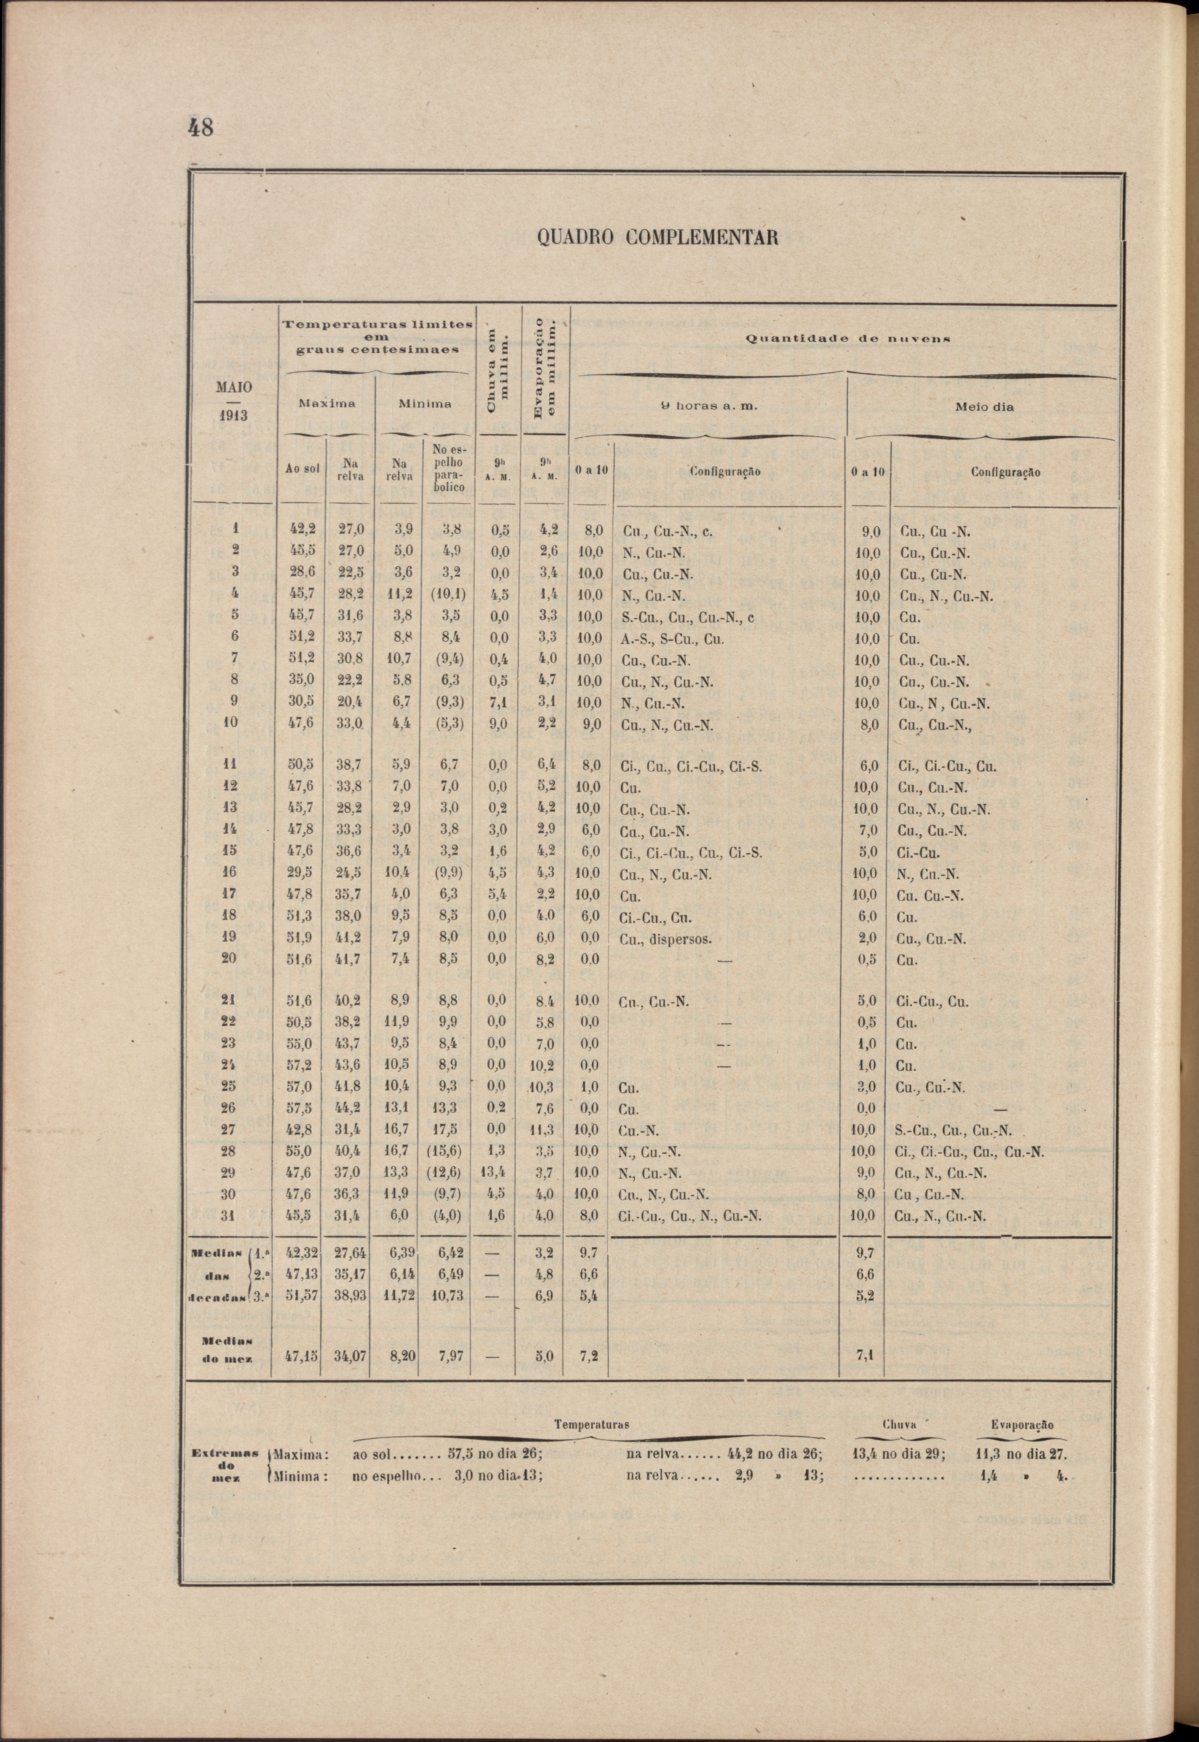 48
QUADRO COMPLEMENTAR
MAIO
—
1913
Temperaturas limites
em
graus centesimaes
Chuva em
millim.
Evaporação
em millim.
Quantidade de nuvens
Maxima Minima 9 horas a. m. Meio dia
Ao sol Na relva Na relva No es-pelho para-bolico 9h A. M. 9h A. M. 0 a 10 Configuração 0 a 10 Configuração
1 42,2 27,0 3,9 3,8 0,5 4,2 8,0 Cu., Cu.-N., c. 9,0 Cu., Cu -N.
2 45,5 27,0 5,0 4,9 0,0 2,6 10,0 N., Cu.-N. 10,0 Cu., Cu.-N.
3 28,6 22,5 3,6 3,2 0,0 3,4 10,0 Cu., Cu.-N. 10,0 Cu., Cu-N.
4 45,7 28,2 11,2 (10,1) 4,5 1,4 10,0 N., Cu.-N. 10,0 Cu., N., Cu.-N.
5 45,7 31,6 3,8 3,5 0,0 3,3 10,0 S.-Cu., Cu., Cu.-N., c 10,0 Cu.
6 51,2 33,7 8,8 8,4 0,0 3,3 10,0 A.-S., S-Cu., Cu. 10,0 Cu.
7 51,2 30,8 10,7 (9,4) 0,4 4,0 10,0 Cu., Cu.-N. 10,0 Cu., Cu.-N.
8 35,0 22,2 5,8 6,3 0,5 4,7 10,0 Cu., N., Cu.-N. 10,0 Cu., Cu.-N.
9 30,5 20,4 6,7 (9,3) 7,1 3,1 10,0 N., Cu.-N. 10,0 Cu., N , Cu.-N.
10 47,6 33,0 4,4 (5,3) 9,0 2,2 9,0 Cu., N., Cu.-N. 8,0 Cu., Cu.-N.,
11 50,5 38,7 5,9 6,7 0,0 6,4 8,0 Ci., Cu., Ci.-Cu., Ci.-S. 6,0 Ci., Ci.-Cu., Cu.
12 47,6 33,8 7,0 7,0 0,0 5,2 10,0 Cu. 10,0 Cu., Cu.-N.
13 45,7 28,2 2,9 3,0 0,2 4,2 10,0 Cu., Cu.-N. 10,0 Cu., N., Cu.-N.
14 47,8 33,3 3,0 3,8 3,0 2,9 6,0 Cu., Cu.-N. 7,0 Cu., Cu.-N.
15 47,6 36,6 3,4 3,2 1,6 4,2 6,0 Ci., Ci.-Cu., Cu., Ci.-S. 5,0 Ci.-Cu.
16 29,5 24,5 10,4 (9,9) 4,5 4,3 10,0 Cu., N., Cu.-N. 10,0 N., Cu.-N.
17 47,8 35,7 4,0 6,3 5,4 2,2 10,0 Cu. 10,0 Cu. Cu.-N.
18 51,3 38,0 9,5 8,5 0,0 4,0 6,0 Ci.-Cu., Cu. 6,0 Cu.
19 51,9 41,2 7,9 8,0 0,0 6,0 0,0 Cu., dispersos. 2,0 Cu., Cu.-N.
20 51,6 41,7 7,4 8,5 0,0 8,2 0,0 — 0,5 Cu.
21 51,6 40,2 8,9 8,8 0,0 8,4 10,0 Cu., Cu.-N. 5,0 Ci.-Cu., Cu.
22 50,5 38,2 11,9 9,9 0,0 5,8 0,0 — 0,5 Cu.
23 55,0 43,7 9,5 8,4 0,0 7,0 0,0 — 1,0 Cu.
24 57,2 43,6 10,5 8,9 0,0 10,2 0,0 — 1,0 Cu.
25 57,0 41,8 10,4 9,3 0,0 10,3 1,0 Cu. 3,0 Cu., Cu.-N.
26 57,5 44,2 13,1 13,3 0,2 7,6 0,0 Cu. 0,0 —
27 42,8 31,4 16,7 17,5 0,0 11,3 10,0 Cu.-N. 10,0 S.-Cu., Cu., Cu.-N.
28 55,0 40,4 16,7 (15,6) 1,3 3,5 10,0 N., Cu.-N. 10,0 Ci., Ci.-Cu., Cu., Cu.-N.
29 47,6 37,0 13,3 (12,6) 13,4 3,7 10,0 N., Cu.-N. 9,0 Cu., N., Cu.-N.
30 47,6 36,3 11,9 (9,7) 4,5 4,0 10,0 Cu., N., Cu.-N. 8,0 Cu , Cu.-N.
31 45,5 31,4 6,0 (4,0) 1,6 4,0 8,0 Ci.-Cu., Cu., N., Cu.-N. 10,0 Cu., N., Cu.-N.
Medias 1.ª 42,32 27,64 6,39 6,42 — 3,2 9,7 9,7
das 2.ª 47,13 35,17 6,14 6,49 — 4,8 6,6 6,6
decadas 3.ª 51,57 38,93 11,72 10,73 — 6,9 5,4 5,2
Medias
do mez 47,15 34,07 8,20 7,97 — 5,0 7,2 7,1
Temperaturas Chuva Evaporação
Extremas do mez
Maxima: ao sol....... 57,5 no dia 26; na relva...... 44,2 no dia 26; 13,4 no dia 29; 11,3 no dia 27.
Minima: no espelho... 3,0 no dia 13; na relva...... 2,9 » 13; ............. 1,4 » 4.